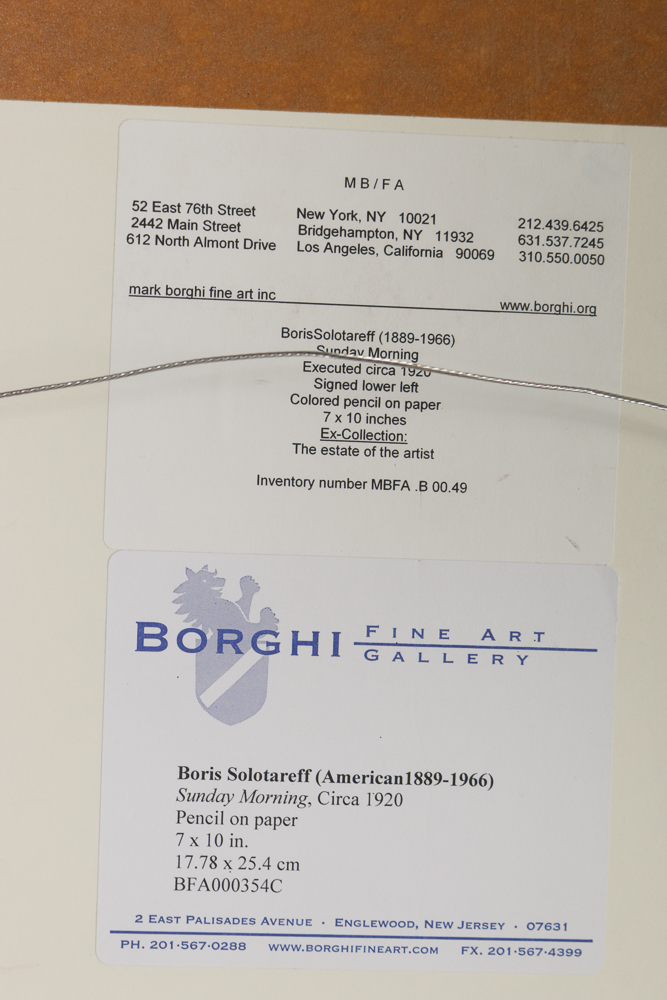 MB/FA
52 East 76th Street New York, NY 10021 212.439.6425
2442 Main Street Bridgehampton, NY 11932 631.537.7245
612 North Almont Drive Los Angeles, California 90069 310.550.0050
mark borghi fine art inc www.borghi.org
BorisSolotareff (1889-1966)
Sunday Morning
Executed circa 1920
Signed lower left
Colored pencil on paper
7 x 10 inches
Ex-Collection:
The estate of the artist
Inventory number MBFA .B 00.49
BORGHI FINE ART
GALLERY
Boris Solotareff (American1889-1966)
Sunday Morning, Circa 1920
Pencil on paper
7 x 10 in.
17.78 x 25.4 cm
BFA000354C
2 EAST PALISADES AVENUE · ENGLEWOOD, NEW JERSEY · 07631
PH. 201·567·0288 WWW.BORGHIFINEART.COM FX. 201·567·4399